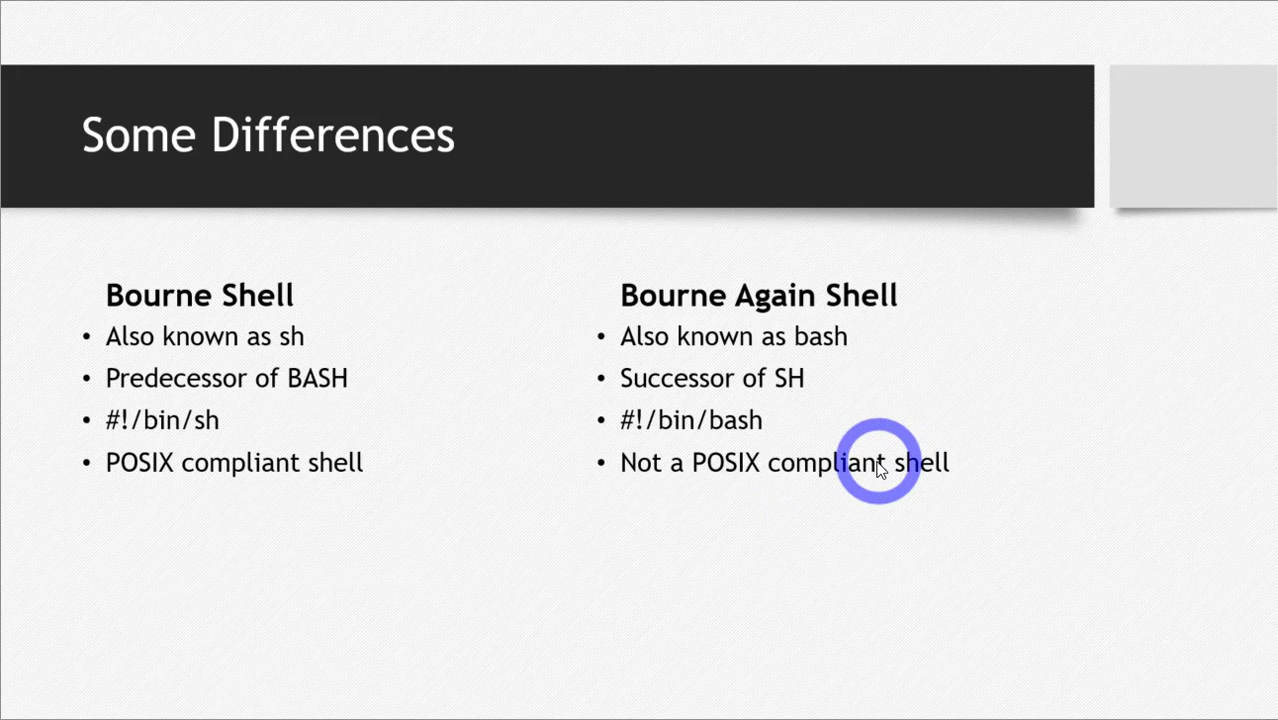 Some Differences
Bourne Shell
• Also known as sh
• Predecessor of BASH
• #!/bin/sh
• POSIX compliant shell
Bourne Again Shell
• Also known as bash
• Successor of SH
• #!/bin/bash
• Not a POSIX compliant shell